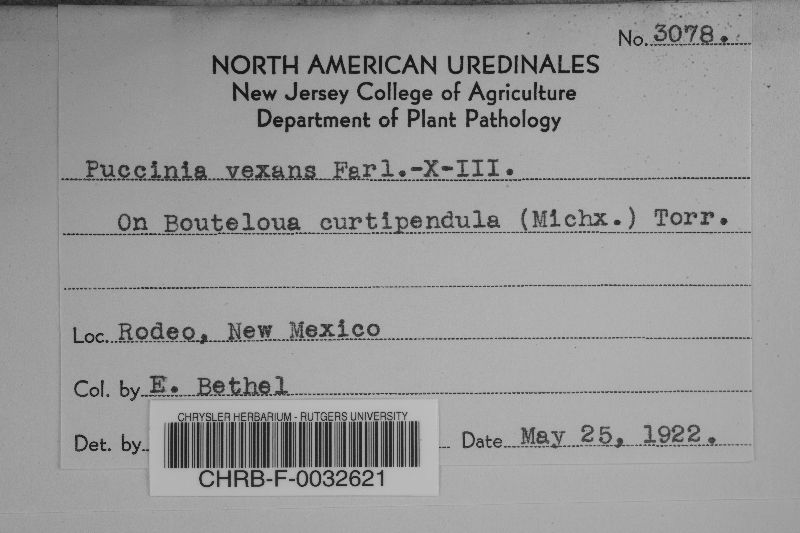 No. 3078.
NORTH AMERICAN UREDINALES
New Jersey College of Agriculture
Department of Plant Pathology
Puccinia vexans Farl.-X-III.
On Bouteloua curtipendula (Michx.) Torr.
Loc. Rodeo, New Mexico
Col. by E. Bethel
Det. by
Date May 25, 1922.
CHRYSLER HERBARIUM - RUTGERS UNIVERSITY
CHRB-F-0032621